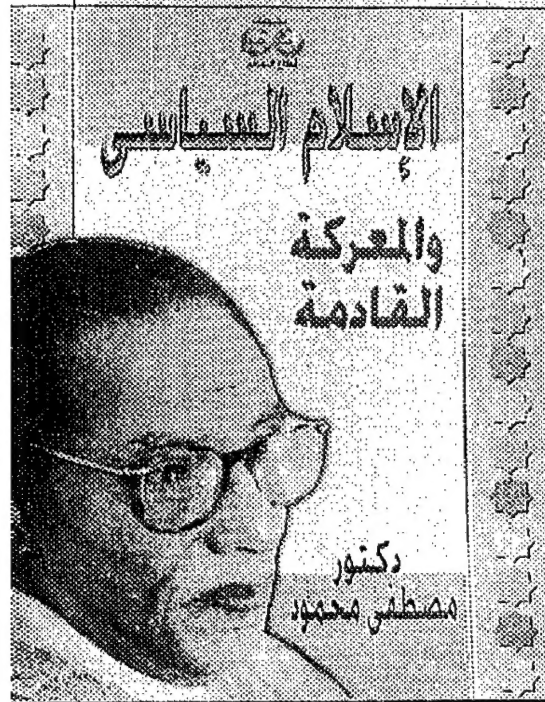 الإسلام السياسى
والمعركة
القادمة
دكتور
مصطفى محمود